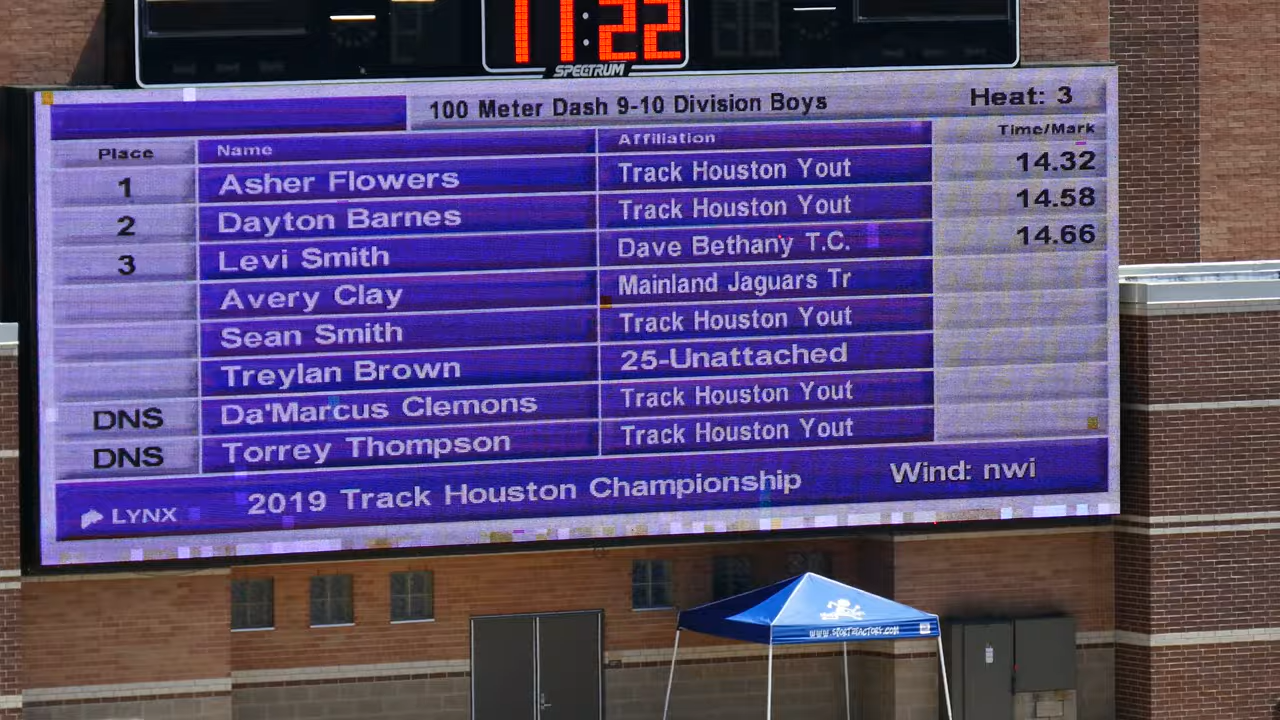 11:22
SPECTRUM
100 Meter Dash 9-10 Division Boys Heat: 3
Place Name Affiliation Time/Mark
1 Asher Flowers Track Houston Yout 14.32
2 Dayton Barnes Track Houston Yout 14.58
3 Levi Smith Dave Bethany T.C. 14.66
Avery Clay Mainland Jaguars Tr
Sean Smith Track Houston Yout
Treylan Brown 25-Unattached
DNS Da'Marcus Clemons Track Houston Yout
DNS Torrey Thompson Track Houston Yout
LYNX 2019 Track Houston Championship Wind: nwi